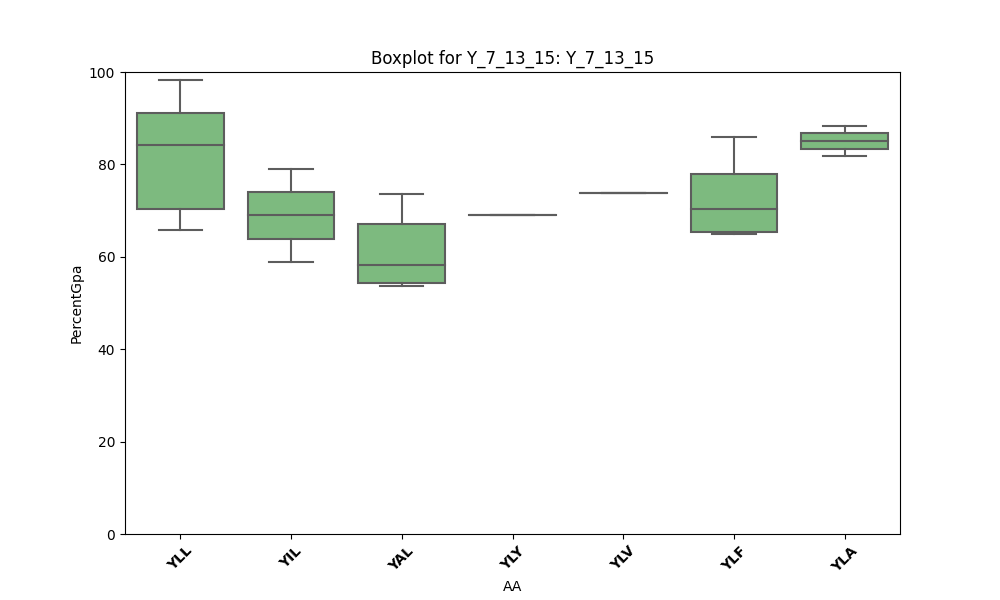 Boxplot for Y_7_13_15: Y_7_13_15
100
80
60
40
20
0
PercentGpa
YLL
YIL
YAL
YLY
YLV
YLF
YLA
AA